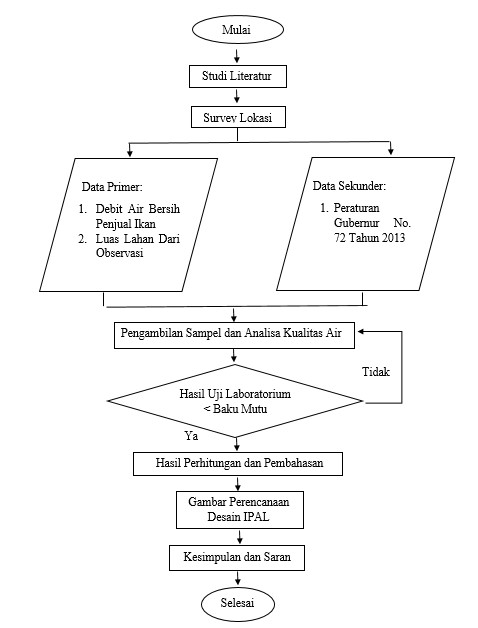 Mulai
Studi Literatur
Survey Lokasi
Data Primer:
1. Debit Air Bersih
Penjual Ikan
2. Luas Lahan Dari
Observasi
Data Sekunder:
1. Peraturan
Gubernur No.
72 Tahun 2013
Pengambilan Sampel dan Analisa Kualitas Air
Tidak
Hasil Uji Laboratorium
< Baku Mutu
Ya
Hasil Perhitungan dan Pembahasan
Gambar Perencanaan
Desain IPAL
Kesimpulan dan Saran
Selesai